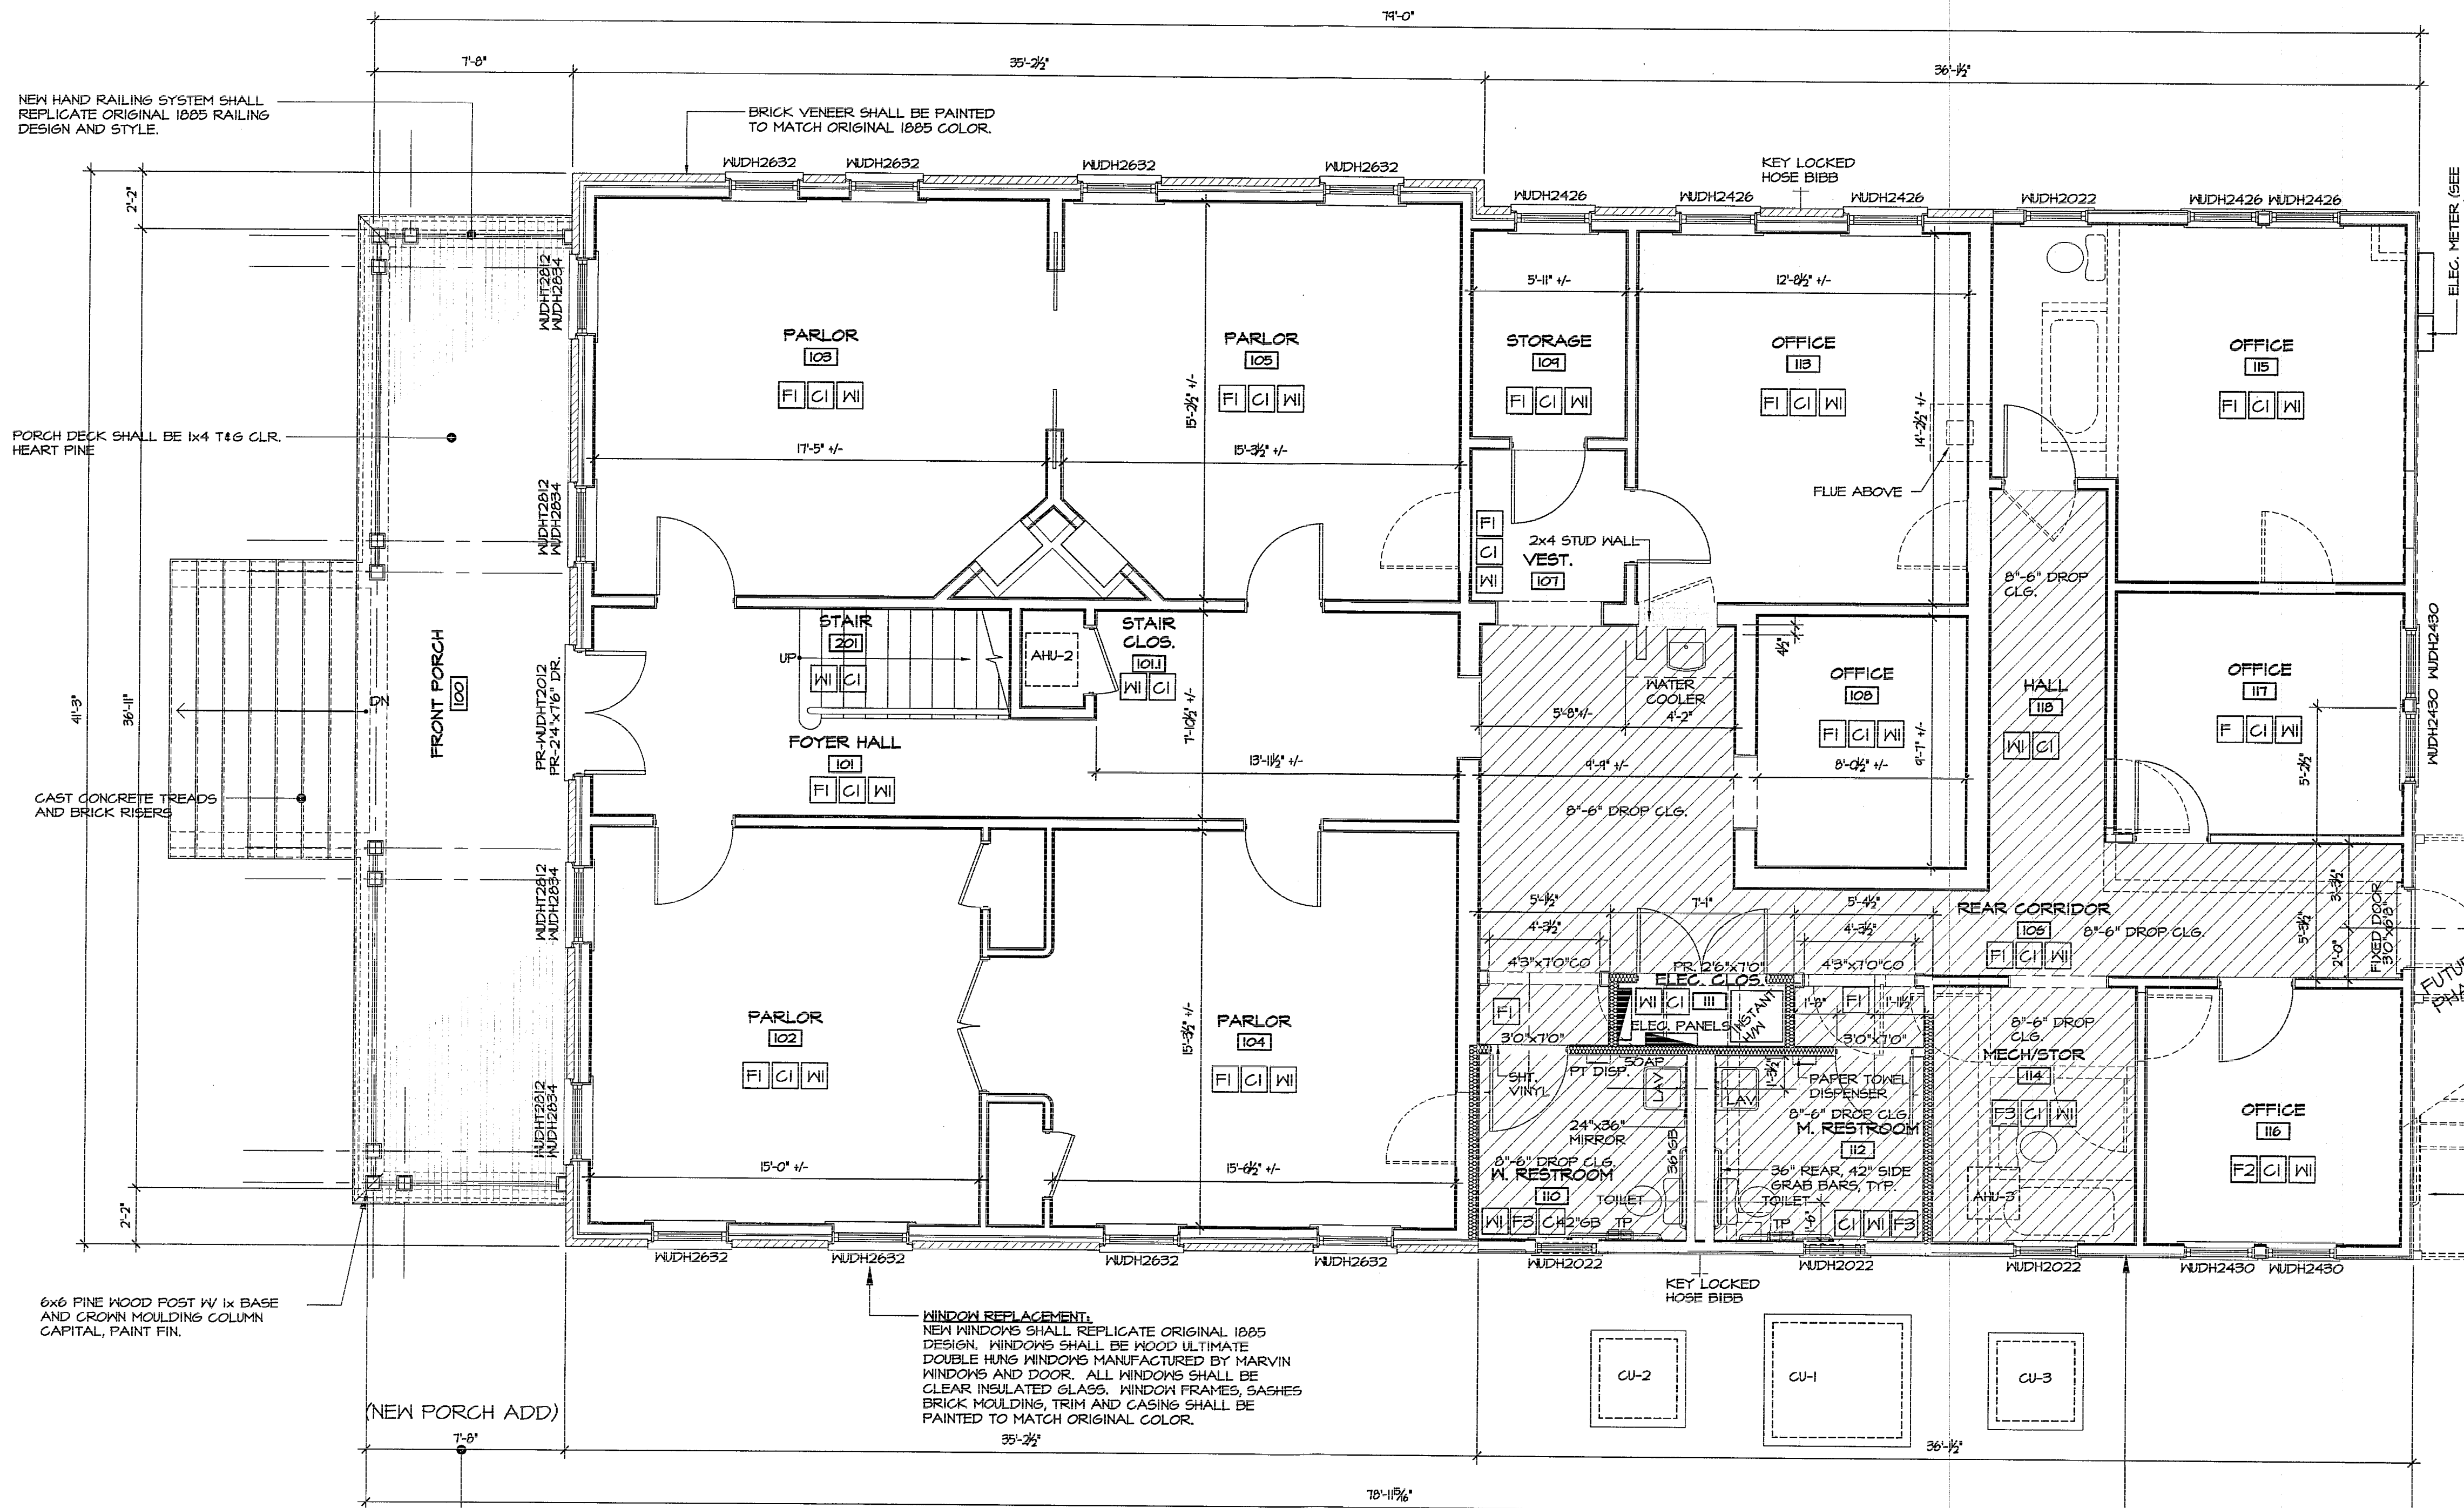 79'-0"
7'-8"
35'-2½"
36'-1½"
NEW HAND RAILING SYSTEM SHALL
REPLICATE ORIGINAL 1885 RAILING
DESIGN AND STYLE.
BRICK VENEER SHALL BE PAINTED
TO MATCH ORIGINAL 1885 COLOR.
WUDH2632
WUDH2632
WUDH2632
WUDH2632
KEY LOCKED
HOSE BIBB
WUDH2426
WUDH2426
WUDH2426
WUDH2022
WUDH2426 WUDH2426
ELEC. METER (SEE
2'-2"
WUDHT2812
WUDH2834
5'-11" +/-
12'-8½" +/-
PARLOR
103
F1 C1 W1
PARLOR
105
F1 C1 W1
STORAGE
109
F1 C1 W1
OFFICE
113
F1 C1 W1
OFFICE
115
F1 C1 W1
15'-2½" +/-
14'-2½" +/-
PORCH DECK SHALL BE 1x4 T&G CLR.
HEART PINE
17'-5" +/-
15'-3½" +/-
FLUE ABOVE
WUDHT2812
WUDH2834
F1
C1
W1
2x4 STUD WALL
VEST.
107
8"-6" DROP
CLG.
STAIR
201
W1 C1
UP
AHU-2
STAIR
CLOS.
101.1
W1 C1
FRONT PORCH
100
DN
PR-WUDHT2012
PR-2'4"x7'6" DR.
41'-3"
36'-11"
WATER
COOLER
5'-8"+/-
4'-2"
4½"
OFFICE
108
F1 C1 W1
HALL
118
W1 C1
OFFICE
117
F C1 W1
WUDH2430 WUDH2430
FOYER HALL
101
F1 C1 W1
7'-10½" +/-
13'-11½" +/-
9'-9" +/-
8'-0½" +/-
9'-7" +/-
5'-2½"
CAST CONCRETE TREADS
AND BRICK RISERS
8"-6" DROP CLG.
WUDHT2812
WUDH2834
5'-1½"
7'-1"
5'-4½"
4'-3½"
4'-3½"
REAR CORRIDOR
106
8"-6" DROP CLG.
F1 C1 W1
5'-3½"
3'-3½"
2'-0"
FIXED DOOR
3'0"x6'8"
4'3"x7'0"CO
PR. 2'6"x7'0"
4'3"x7'0"CO
ELEC. CLOS.
W1 C1 111
ELEC. PANELS
INSTANT
H/W
F1
3'0"x7'0"
1'-8"
F1
1'-11½"
3'0"x7'0"
PARLOR
102
F1 C1 W1
PARLOR
104
F1 C1 W1
15'-3½" +/-
8"-6" DROP
CLG.
MECH/STOR
114
F3 C1 W1
SHT.
VINYL
PT DISP.
SOAP
LAV
LAV
1'-3½"
PAPER TOWEL
DISPENSER
8"-6" DROP CLG.
M. RESTROOM
112
24"x36"
MIRROR
36"GB
OFFICE
116
F2 C1 W1
WUDHT2812
WUDH2834
15'-0" +/-
15'-6½" +/-
8"-6" DROP CLG.
W. RESTROOM
110
TOILET
W1 F3 C1
42"GB
TP
36" REAR, 42" SIDE
GRAB BARS, TYP.
TOILET
TP
1'-6"
C1 W1 F3
AHU-3
2'-2"
WUDH2632
WUDH2632
WUDH2632
WUDH2632
WUDH2022
WUDH2022
WUDH2022
WUDH2430 WUDH2430
KEY LOCKED
HOSE BIBB
6x6 PINE WOOD POST W/ 1x BASE
AND CROWN MOULDING COLUMN
CAPITAL, PAINT FIN.
WINDOW REPLACEMENT:
NEW WINDOWS SHALL REPLICATE ORIGINAL 1885
DESIGN. WINDOWS SHALL BE WOOD ULTIMATE
DOUBLE HUNG WINDOWS MANUFACTURED BY MARVIN
WINDOWS AND DOOR. ALL WINDOWS SHALL BE
CLEAR INSULATED GLASS. WINDOW FRAMES, SASHES
BRICK MOULDING, TRIM AND CASING SHALL BE
PAINTED TO MATCH ORIGINAL COLOR.
CU-2
CU-1
CU-3
(NEW PORCH ADD)
7'-8"
35'-2½"
36'-1½"
78'-11⅚"